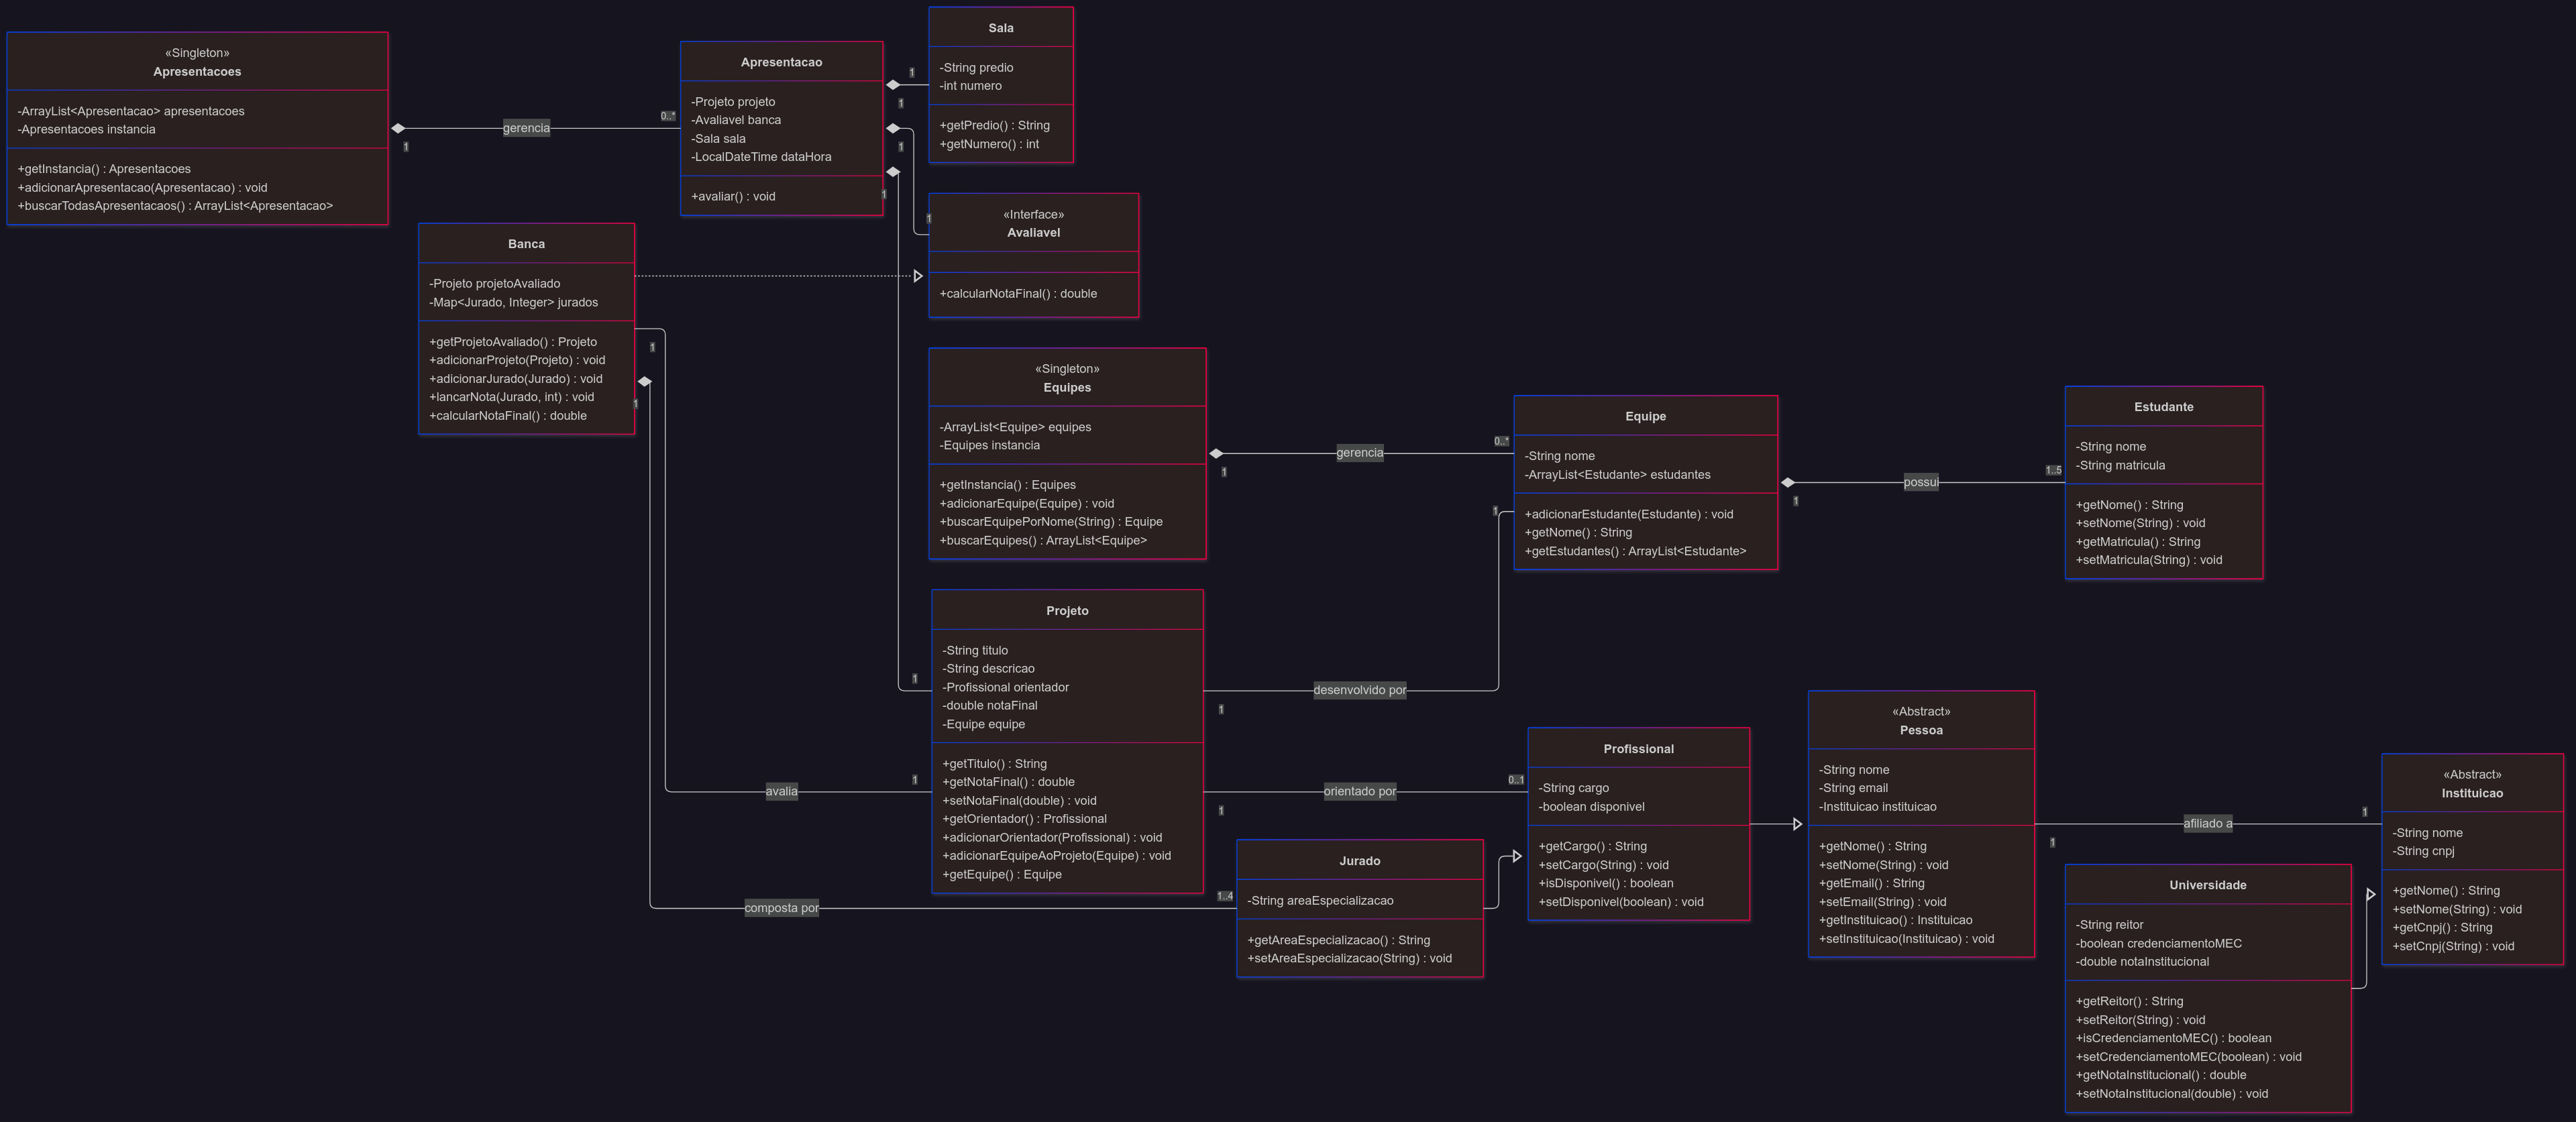 «Singleton»
Apresentacoes
-ArrayList<Apresentacao> apresentacoes
-Apresentacoes instancia
+getInstancia() : Apresentacoes
+adicionarApresentacao(Apresentacao) : void
+buscarTodasApresentacaos() : ArrayList<Apresentacao>
1
gerencia
0..*
Apresentacao
-Projeto projeto
-Avaliavel banca
-Sala sala
-LocalDateTime dataHora
+avaliar() : void
1
1
1
1
1
1
Sala
-String predio
-int numero
+getPredio() : String
+getNumero() : int
«Interface»
Avaliavel
+calcularNotaFinal() : double
Banca
-Projeto projetoAvaliado
-Map<Jurado, Integer> jurados
+getProjetoAvaliado() : Projeto
+adicionarProjeto(Projeto) : void
+adicionarJurado(Jurado) : void
+lancarNota(Jurado, int) : void
+calcularNotaFinal() : double
1
1
avalia
1
composta por
1..4
«Singleton»
Equipes
-ArrayList<Equipe> equipes
-Equipes instancia
+getInstancia() : Equipes
+adicionarEquipe(Equipe) : void
+buscarEquipePorNome(String) : Equipe
+buscarEquipes() : ArrayList<Equipe>
1
gerencia
0..*
Equipe
-String nome
-ArrayList<Estudante> estudantes
+adicionarEstudante(Estudante) : void
+getNome() : String
+getEstudantes() : ArrayList<Estudante>
1
1
possui
1..5
Estudante
-String nome
-String matricula
+getNome() : String
+setNome(String) : void
+getMatricula() : String
+setMatricula(String) : void
Projeto
-String titulo
-String descricao
-Profissional orientador
-double notaFinal
-Equipe equipe
+getTitulo() : String
+getNotaFinal() : double
+setNotaFinal(double) : void
+getOrientador() : Profissional
+adicionarOrientador(Profissional) : void
+adicionarEquipeAoProjeto(Equipe) : void
+getEquipe() : Equipe
1
desenvolvido por
1
orientado por
0..1
Jurado
-String areaEspecializacao
+getAreaEspecializacao() : String
+setAreaEspecializacao(String) : void
Profissional
-String cargo
-boolean disponivel
+getCargo() : String
+setCargo(String) : void
+isDisponivel() : boolean
+setDisponivel(boolean) : void
«Abstract»
Pessoa
-String nome
-String email
-Instituicao instituicao
+getNome() : String
+setNome(String) : void
+getEmail() : String
+setEmail(String) : void
+getInstituicao() : Instituicao
+setInstituicao(Instituicao) : void
1
afiliado a
1
«Abstract»
Instituicao
-String nome
-String cnpj
+getNome() : String
+setNome(String) : void
+getCnpj() : String
+setCnpj(String) : void
Universidade
-String reitor
-boolean credenciamentoMEC
-double notaInstitucional
+getReitor() : String
+setReitor(String) : void
+isCredenciamentoMEC() : boolean
+setCredenciamentoMEC(boolean) : void
+getNotaInstitucional() : double
+setNotaInstitucional(double) : void